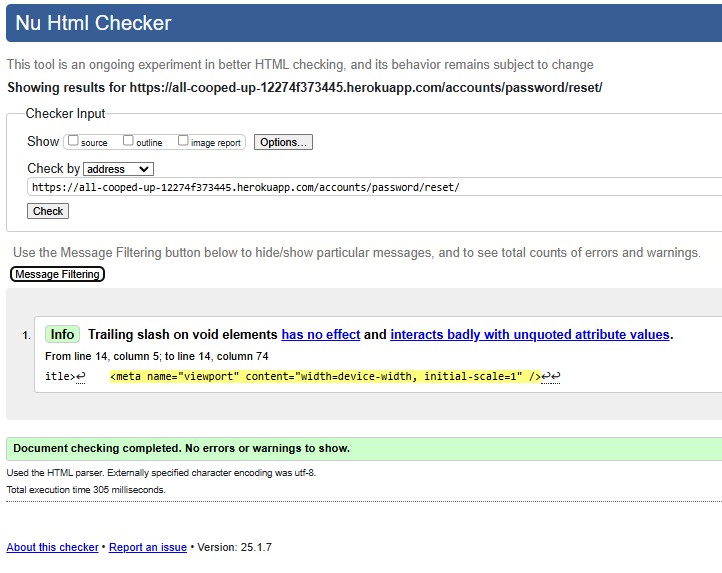 Nu Html Checker
This tool is an ongoing experiment in better HTML checking, and its behavior remains subject to change
Showing results for https://all-cooped-up-12274f373445.herokuapp.com/accounts/password/reset/
Checker Input
Show source outline image report Options...
Check by address
https://all-cooped-up-12274f373445.herokuapp.com/accounts/password/reset/
Check
Use the Message Filtering button below to hide/show particular messages, and to see total counts of errors and warnings.
Message Filtering
1. Info Trailing slash on void elements has no effect and interacts badly with unquoted attribute values.
From line 14, column 5; to line 14, column 74
itle>↩ <meta name="viewport" content="width=device-width, initial-scale=1" />↩↩
Document checking completed. No errors or warnings to show.
Used the HTML parser. Externally specified character encoding was utf-8.
Total execution time 305 milliseconds.
About this checker • Report an issue • Version: 25.1.7